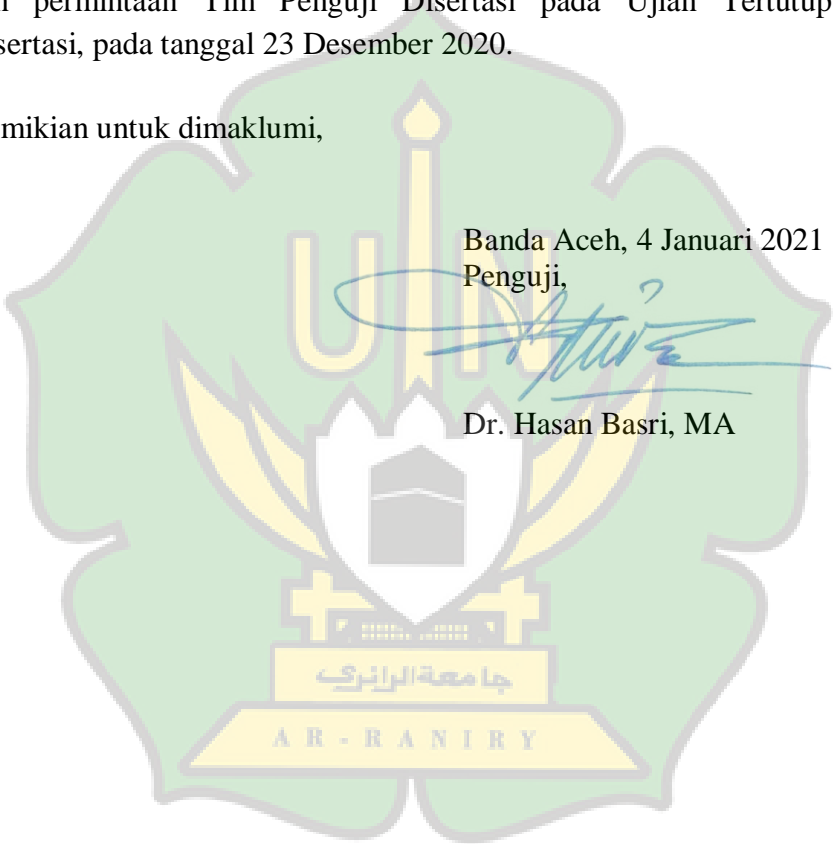 permintaan Tim Penguji Disertasi pada Ujian Tertutup
sertasi, pada tanggal 23 Desember 2020.
mikian untuk dimaklumi,
Banda Aceh, 4 Januari 2021
Penguji,
Dr. Hasan Basri, MA
UIN
جامعة الرانري
AR-RANIRY